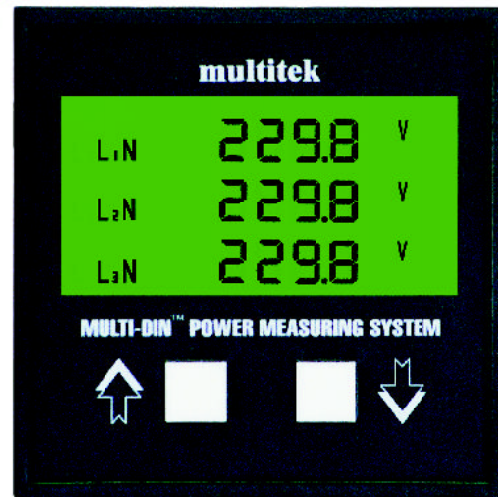 multitek
L₁N 229.8 V
L₂N 229.8 V
L₃N 229.8 V
MULTI-DIN™ POWER MEASURING SYSTEM